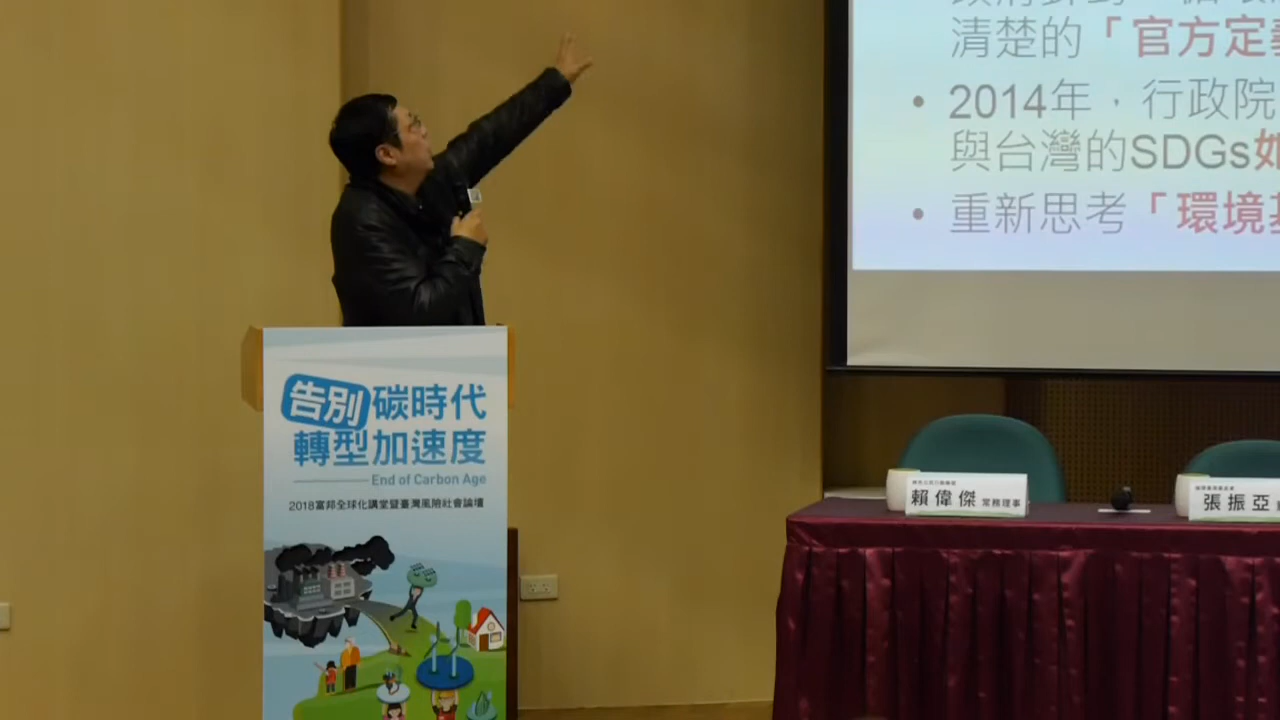 清楚的「官方定
• 2014年，行政院
與台灣的SDGs
• 重新思考「環境
告別碳時代
轉型加速度
End of Carbon Age
2018富邦全球化講堂暨臺灣風險社會論壇
賴偉傑 常務理事
張振亞